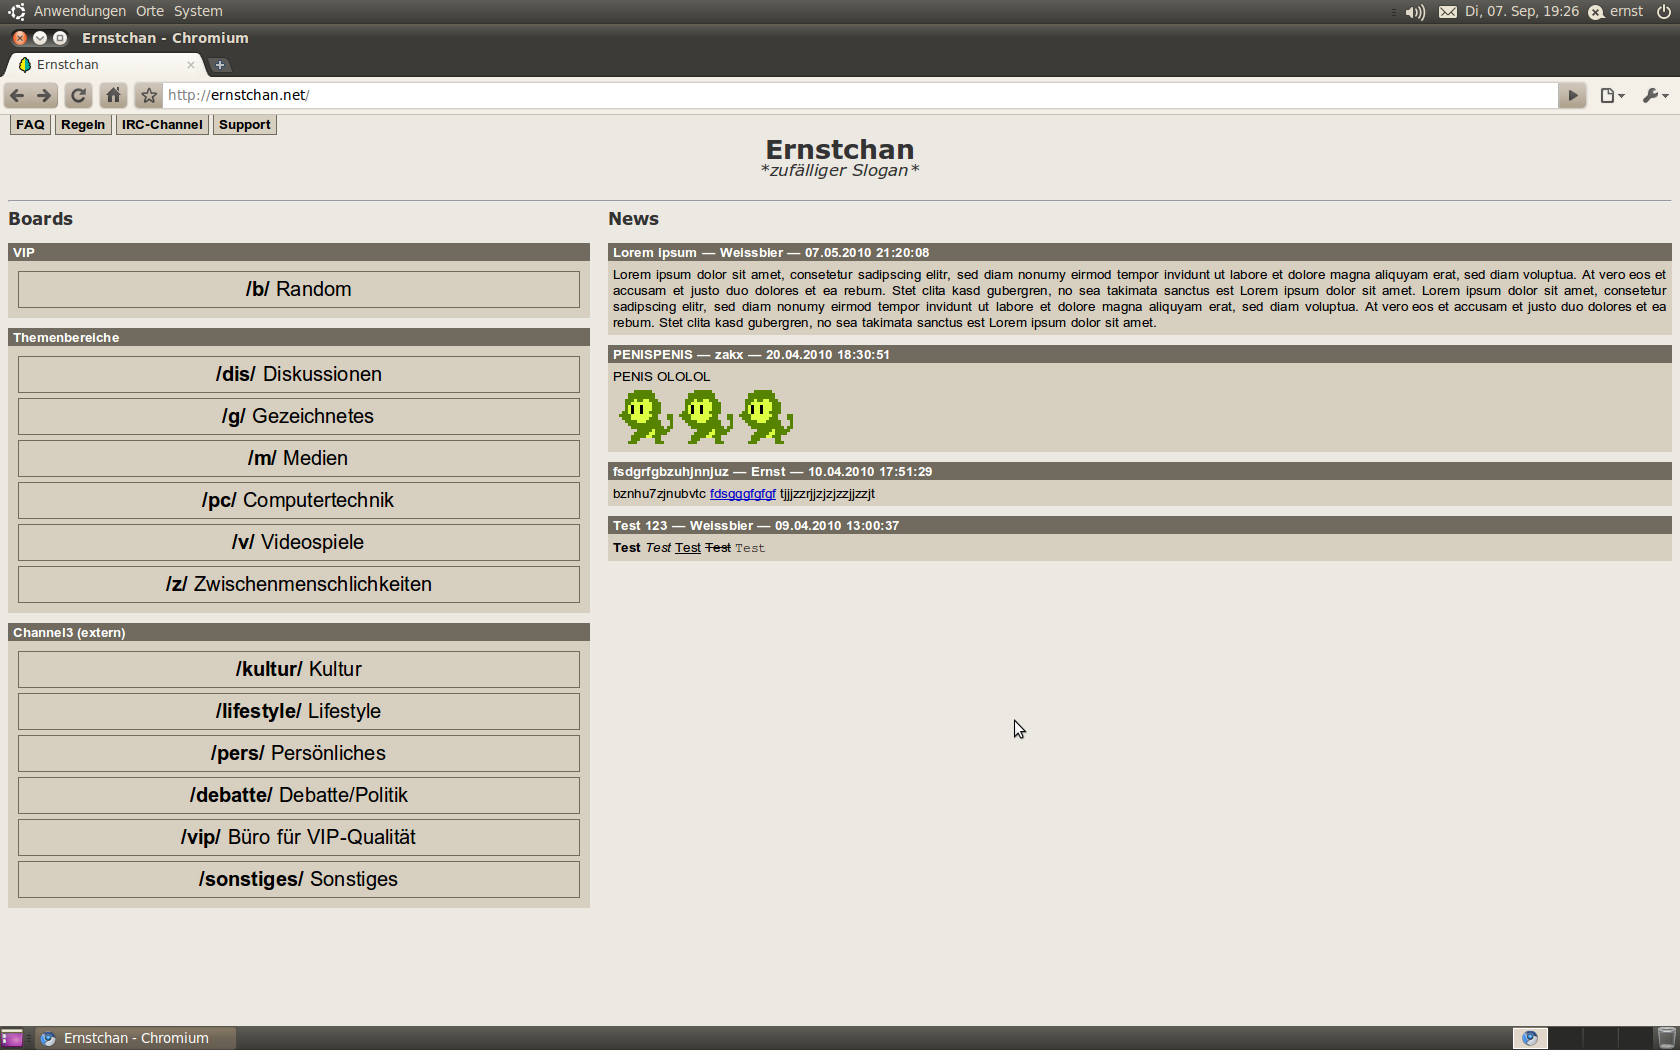 Anwendungen Orte System
Di, 07. Sep, 19:26 ernst
Ernstchan - Chromium
Ernstchan
http://ernstchan.net/
FAQ Regeln IRC-Channel Support
Ernstchan
*zufälliger Slogan*
Boards
VIP
/b/ Random
Themenbereiche
/dis/ Diskussionen
/g/ Gezeichnetes
/m/ Medien
/pc/ Computertechnik
/v/ Videospiele
/z/ Zwischenmenschlichkeiten
Channel3 (extern)
/kultur/ Kultur
/lifestyle/ Lifestyle
/pers/ Persönliches
/debatte/ Debatte/Politik
/vip/ Büro für VIP-Qualität
/sonstiges/ Sonstiges
News
Lorem ipsum — Weissbier — 07.05.2010 21:20:08
Lorem ipsum dolor sit amet, consetetur sadipscing elitr, sed diam nonumy eirmod tempor invidunt ut labore et dolore magna aliquyam erat, sed diam voluptua. At vero eos et
accusam et justo duo dolores et ea rebum. Stet clita kasd gubergren, no sea takimata sanctus est Lorem ipsum dolor sit amet. Lorem ipsum dolor sit amet, consetetur
sadipscing elitr, sed diam nonumy eirmod tempor invidunt ut labore et dolore magna aliquyam erat, sed diam voluptua. At vero eos et accusam et justo duo dolores et ea
rebum. Stet clita kasd gubergren, no sea takimata sanctus est Lorem ipsum dolor sit amet.
PENISPENIS — zakx — 20.04.2010 18:30:51
PENIS OLOLOL
fsdgrfgbzuhjnnjuz — Ernst — 10.04.2010 17:51:29
bznhu7zjnubvtc fdsgggfgfgf tjjjzzrjjzjzjzzjjzzjt
Test 123 — Weissbier — 09.04.2010 13:00:37
Test Test Test Test Test
Ernstchan - Chromium